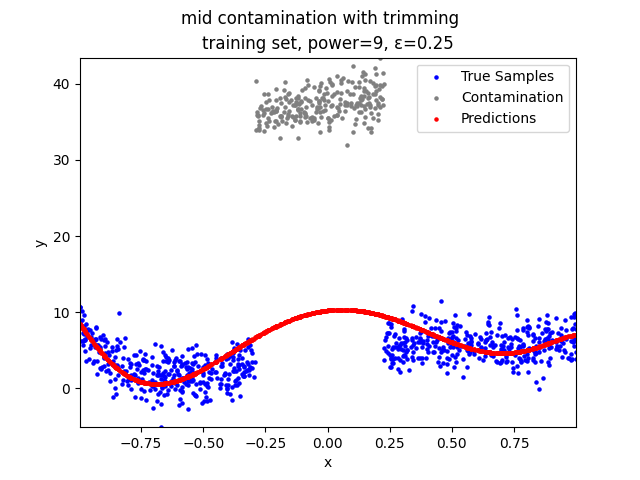 mid contamination with trimming
training set, power=9, ε=0.25
True Samples
Contamination
Predictions
y
40
30
20
10
0
−0.75
−0.50
−0.25
0.00
0.25
0.50
0.75
x